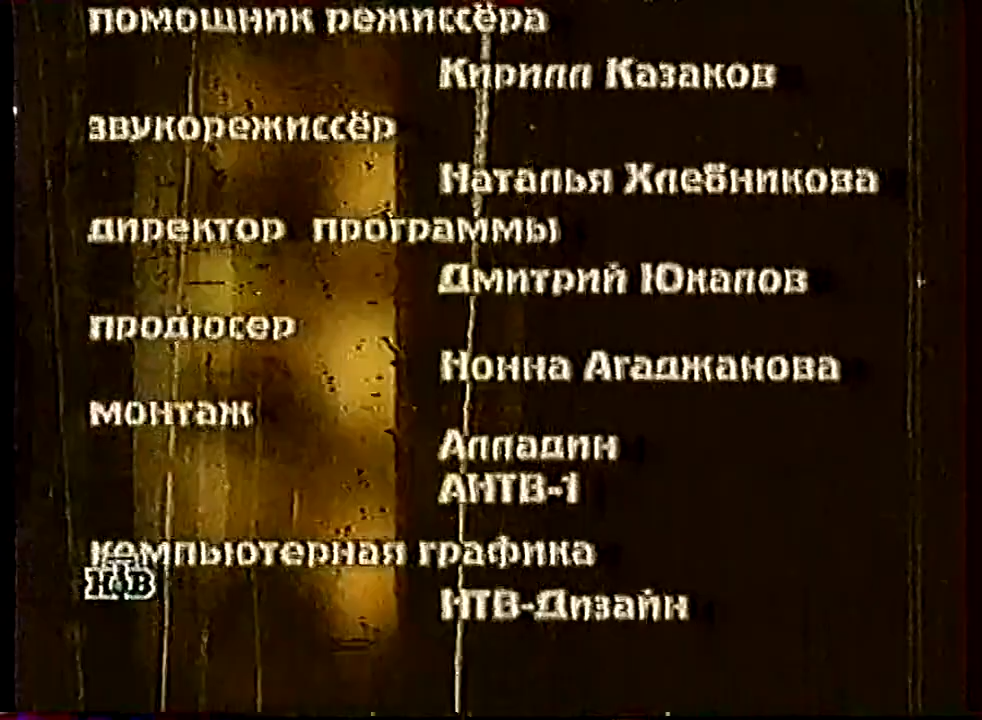 помощник режиссёра
Кирилл Казаков
звукорежиссёр
Наталья Хлебникова
директор программы
Дмитрий Юкалов
продюсер
Нонна Агаджанова
монтаж
Алладин
АНТВ-1
компьютерная графика
НТВ
НТВ-Дизайн